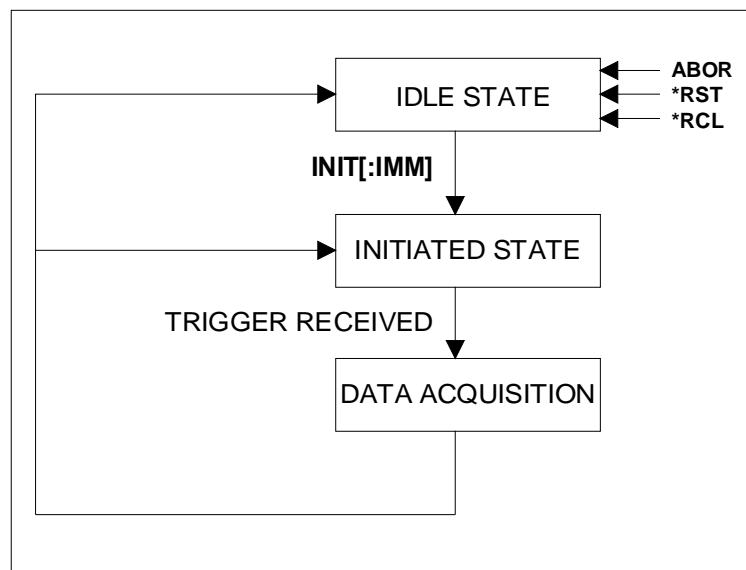 IDLE STATE
ABOR
*RST
*RCL
INIT[:IMM]
INITIATED STATE
TRIGGER RECEIVED
DATA ACQUISITION